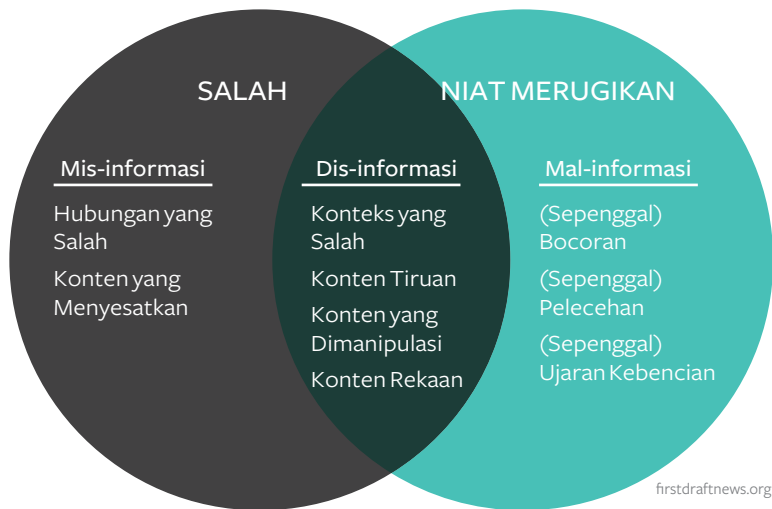 SALAH
NIAT MERUGIKAN
Mis-informasi
Hubungan yang
Salah
Konten yang
Menyesatkan
Dis-informasi
Konteks yang
Salah
Konten Tiruan
Konten yang
Dimanipulasi
Konten Rekaan
Mal-informasi
(Sepenggal)
Bocoran
(Sepenggal)
Pelecehan
(Sepenggal)
Ujaran Kebencian
firstdraftnews.org